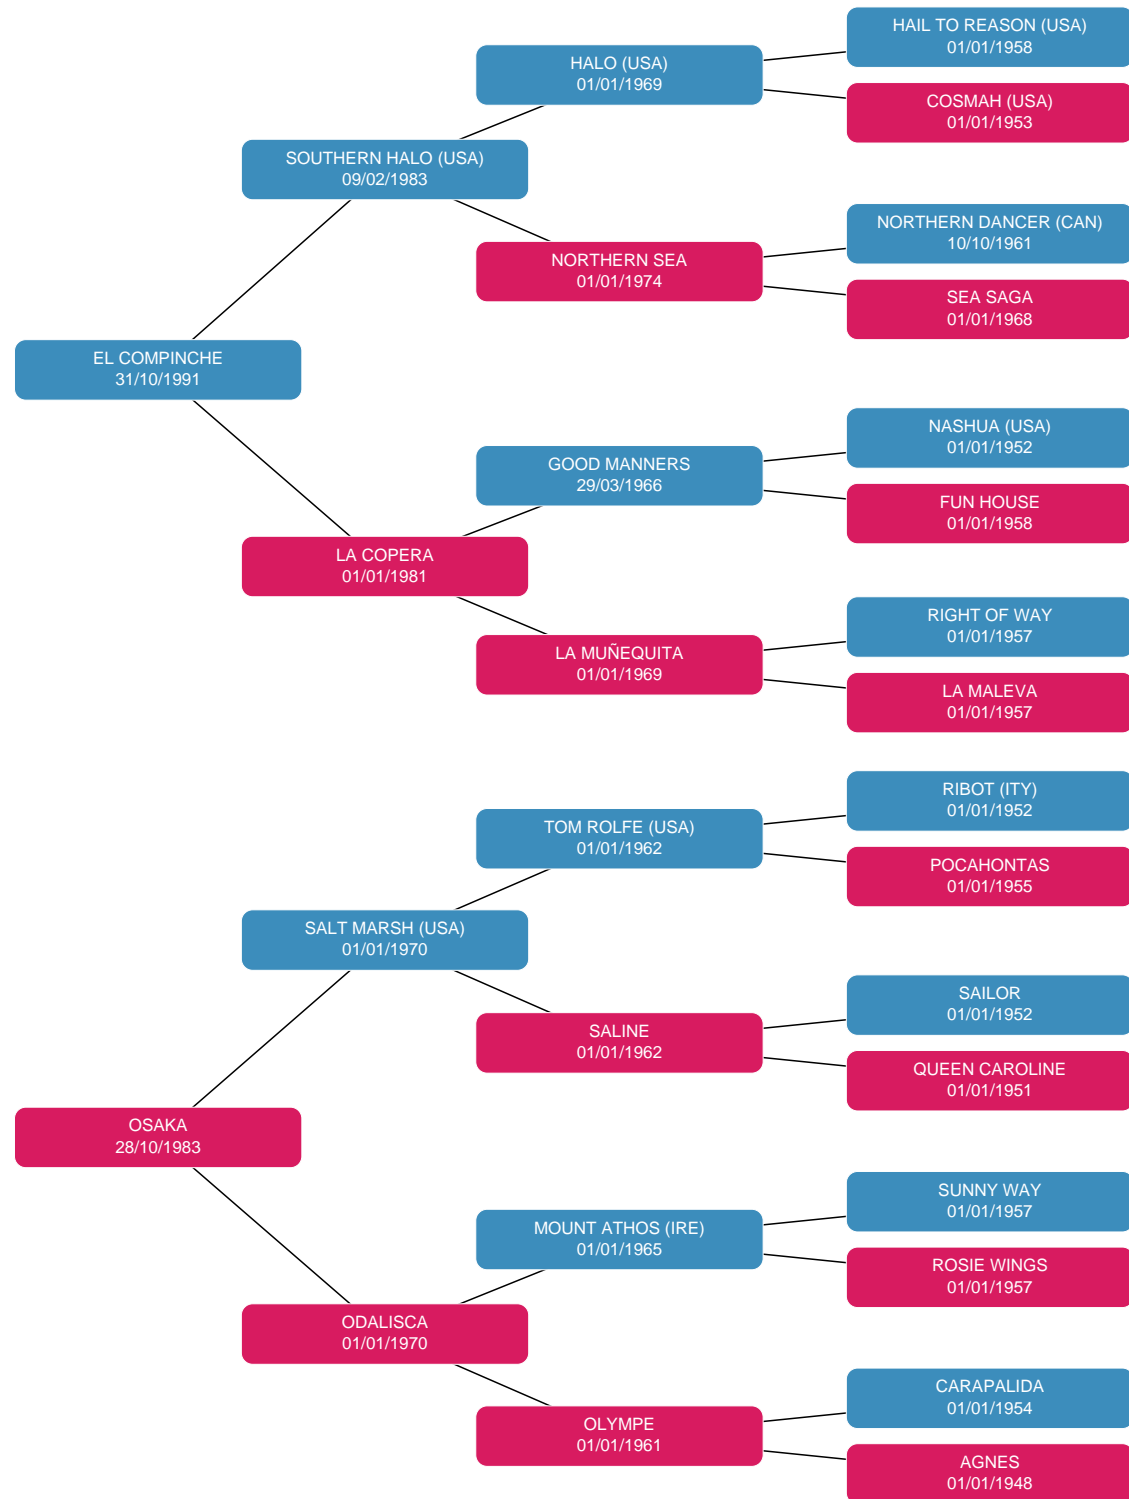 HAIL TO REASON (USA)
01/01/1958
HALO (USA)
01/01/1969
COSMAH (USA)
01/01/1953
SOUTHERN HALO (USA)
09/02/1983
NORTHERN DANCER (CAN)
10/10/1961
NORTHERN SEA
01/01/1974
SEA SAGA
01/01/1968
EL COMPINCHE
31/10/1991
NASHUA (USA)
01/01/1952
GOOD MANNERS
29/03/1966
FUN HOUSE
01/01/1958
LA COPERA
01/01/1981
RIGHT OF WAY
01/01/1957
LA MUÑEQUITA
01/01/1969
LA MALEVA
01/01/1957
RIBOT (ITY)
01/01/1952
TOM ROLFE (USA)
01/01/1962
POCAHONTAS
01/01/1955
SALT MARSH (USA)
01/01/1970
SAILOR
01/01/1952
SALINE
01/01/1962
QUEEN CAROLINE
01/01/1951
OSAKA
28/10/1983
SUNNY WAY
01/01/1957
MOUNT ATHOS (IRE)
01/01/1965
ROSIE WINGS
01/01/1957
ODALISCA
01/01/1970
CARAPALIDA
01/01/1954
OLYMPE
01/01/1961
AGNES
01/01/1948